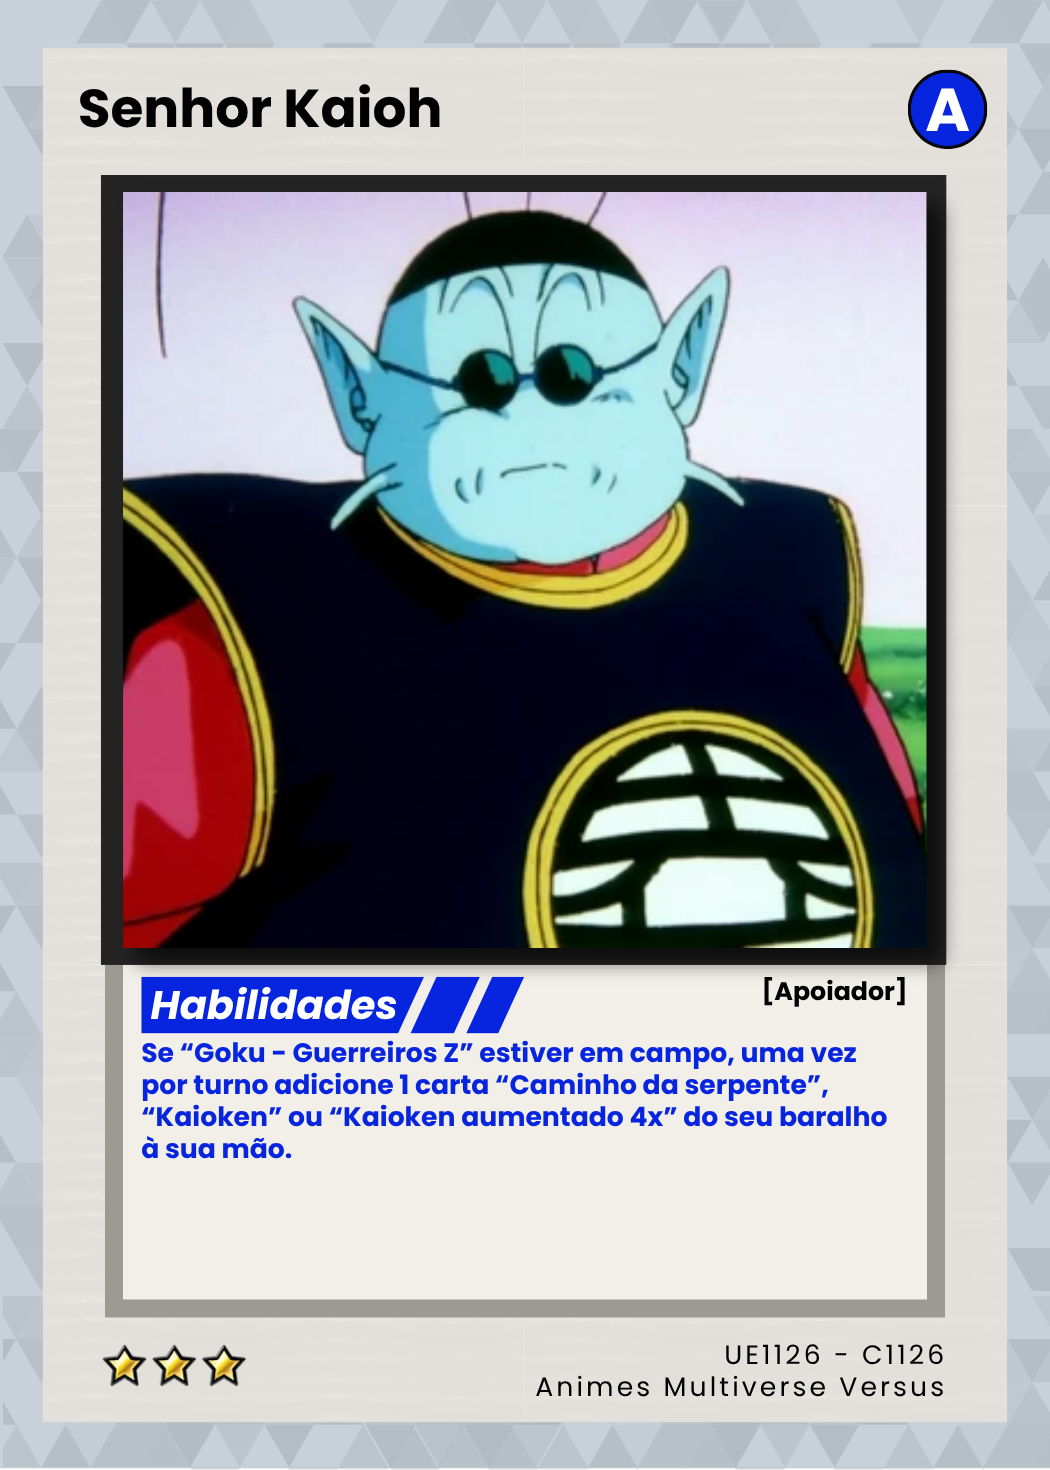 Senhor Kaioh
A
Habilidades
[Apoiador]
Se “Goku - Guerreiros Z” estiver em campo, uma vez
por turno adicione 1 carta “Caminho da serpente”,
“Kaioken” ou “Kaioken aumentado 4x” do seu baralho
à sua mão.
UE1126 - C1126
Animes Multiverse Versus